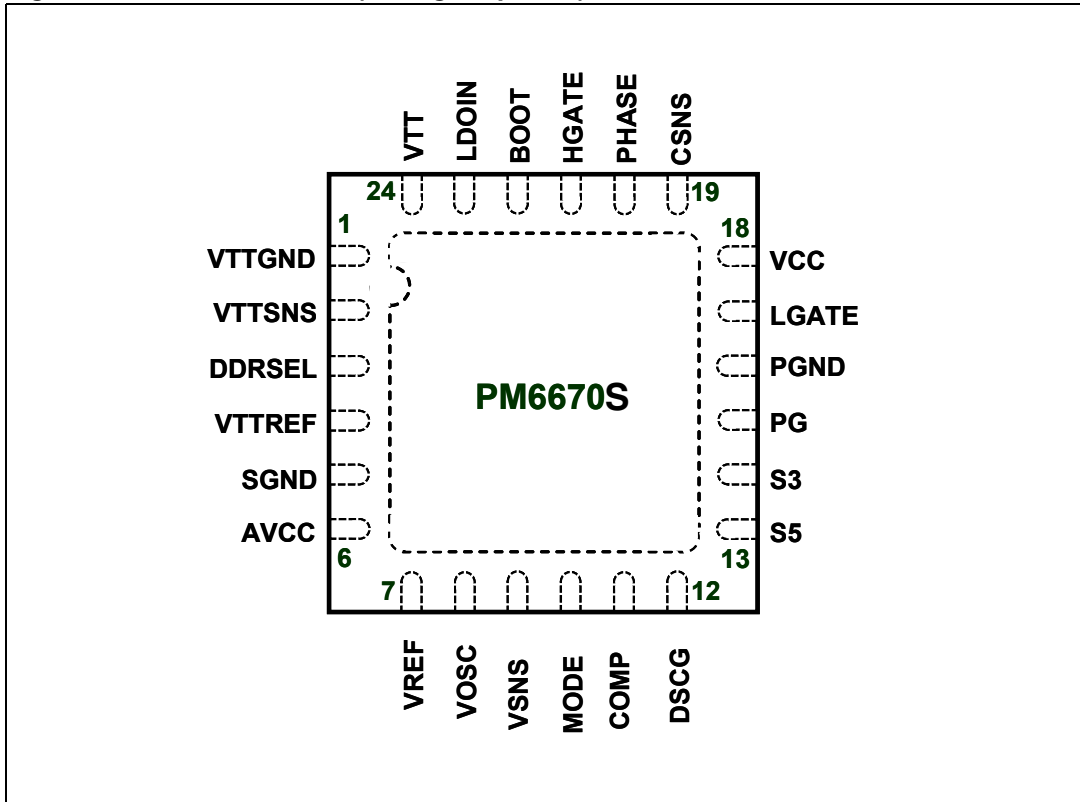 VTT
LDOIN
BOOT
HGATE
PHASE
CSNS
24
19
1
18
VTTGND
VCC
VTTSNS
LGATE
DDRSEL
PGND
PM6670S
VTTREF
PG
SGND
S3
AVCC
S5
6
13
7
12
VREF
VOSC
VSNS
MODE
COMP
DSCG